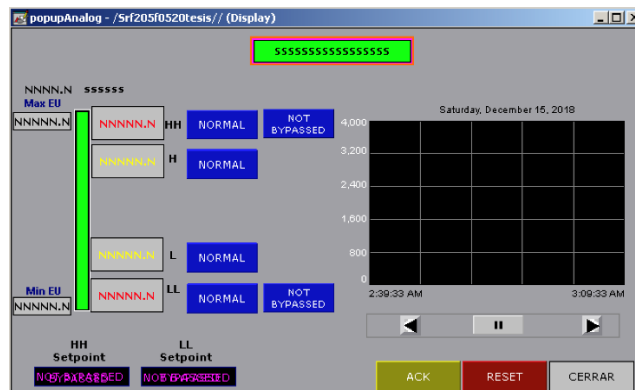 popupAnalog - /Srf205f0520tesis// (Display)
sssssssssssssssss
NNNN.N ssssss
Max EU
NNNNN.N
NNNNN.N HH NORMAL NOT BYPASSED
NNNNN.N H NORMAL
NNNNN.N L NORMAL
Min EU
NNNNN.N
NNNNN.N LL NORMAL NOT BYPASSED
HH Setpoint
LL Setpoint
Saturday, December 15, 2018
4,000
3,200
2,400
1,600
800
0
2:39:33 AM 3:09:33 AM
ACK RESET CERRAR